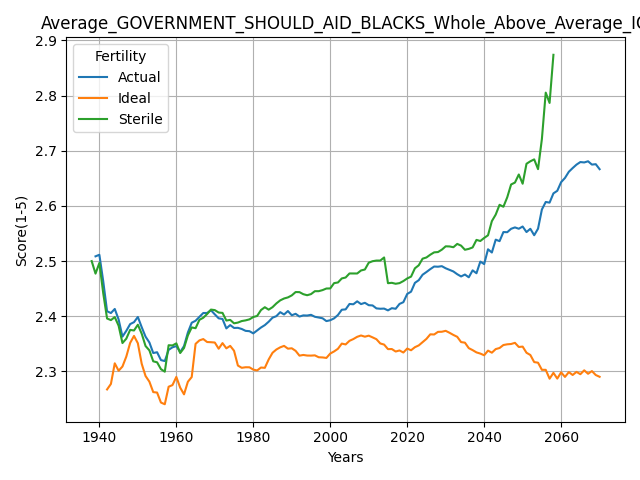 Average_GOVERNMENT_SHOULD_AID_BLACKS_Whole_Above_Average_IQ
Fertility
Actual
Ideal
Sterile
Score(1-5)
2.9
2.8
2.7
2.6
2.5
2.4
2.3
1940 1960 1980 2000 2020 2040 2060
Years